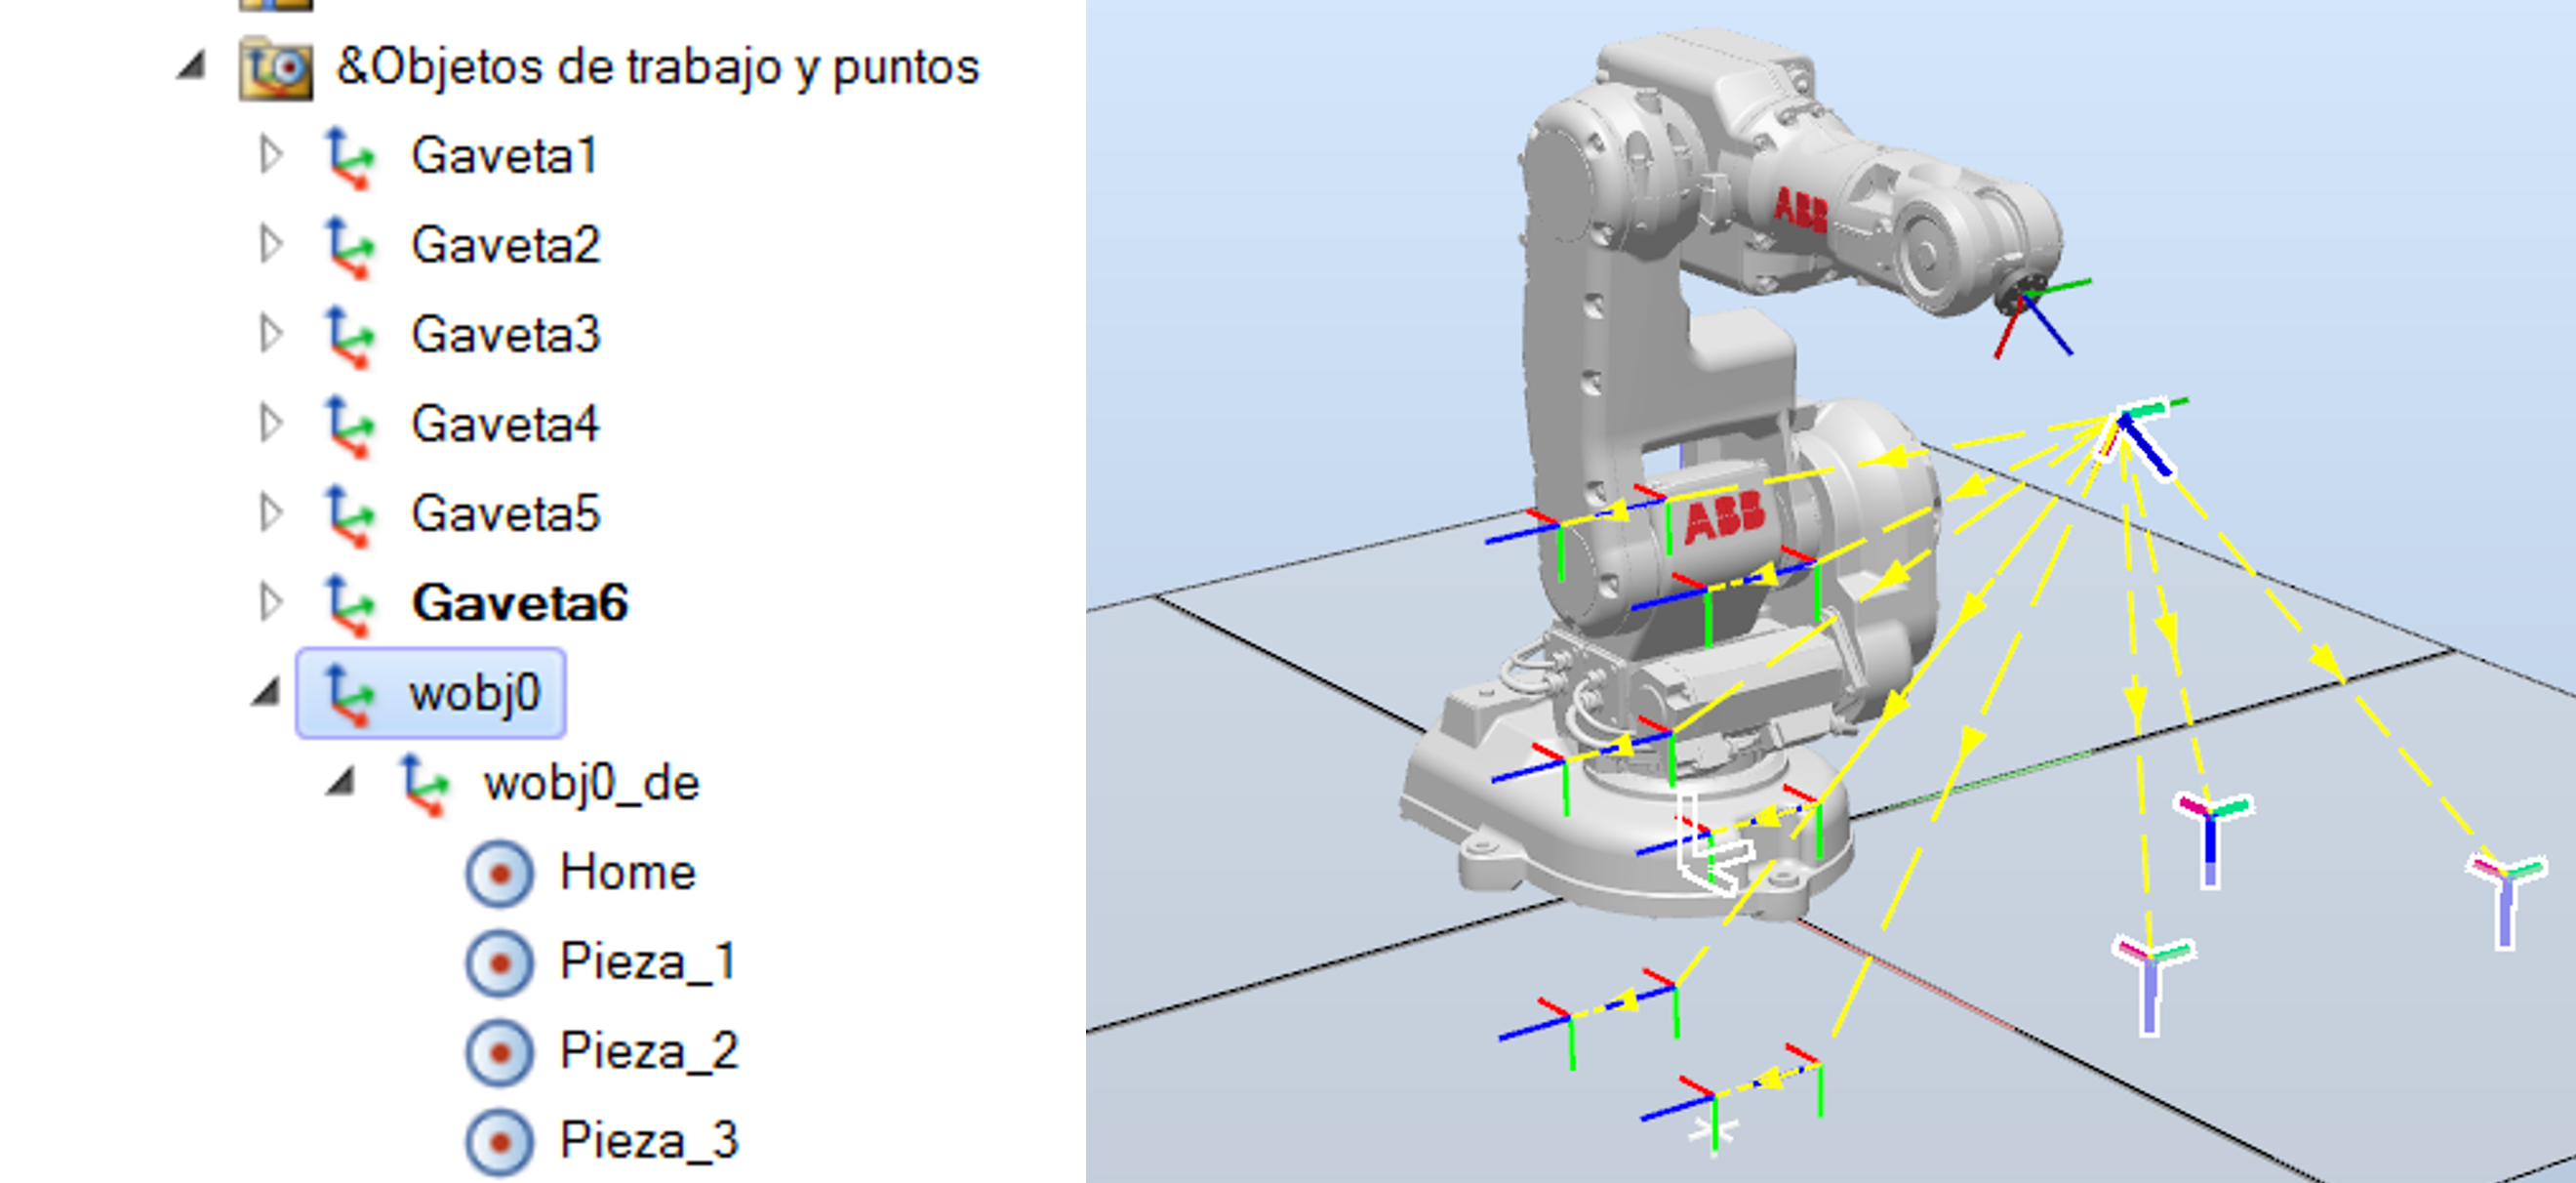 &Objetos de trabajo y puntos
Gaveta1
Gaveta2
Gaveta3
Gaveta4
Gaveta5
Gaveta6
wobj0
wobj0_de
Home
Pieza_1
Pieza_2
Pieza_3
ABB
ABB